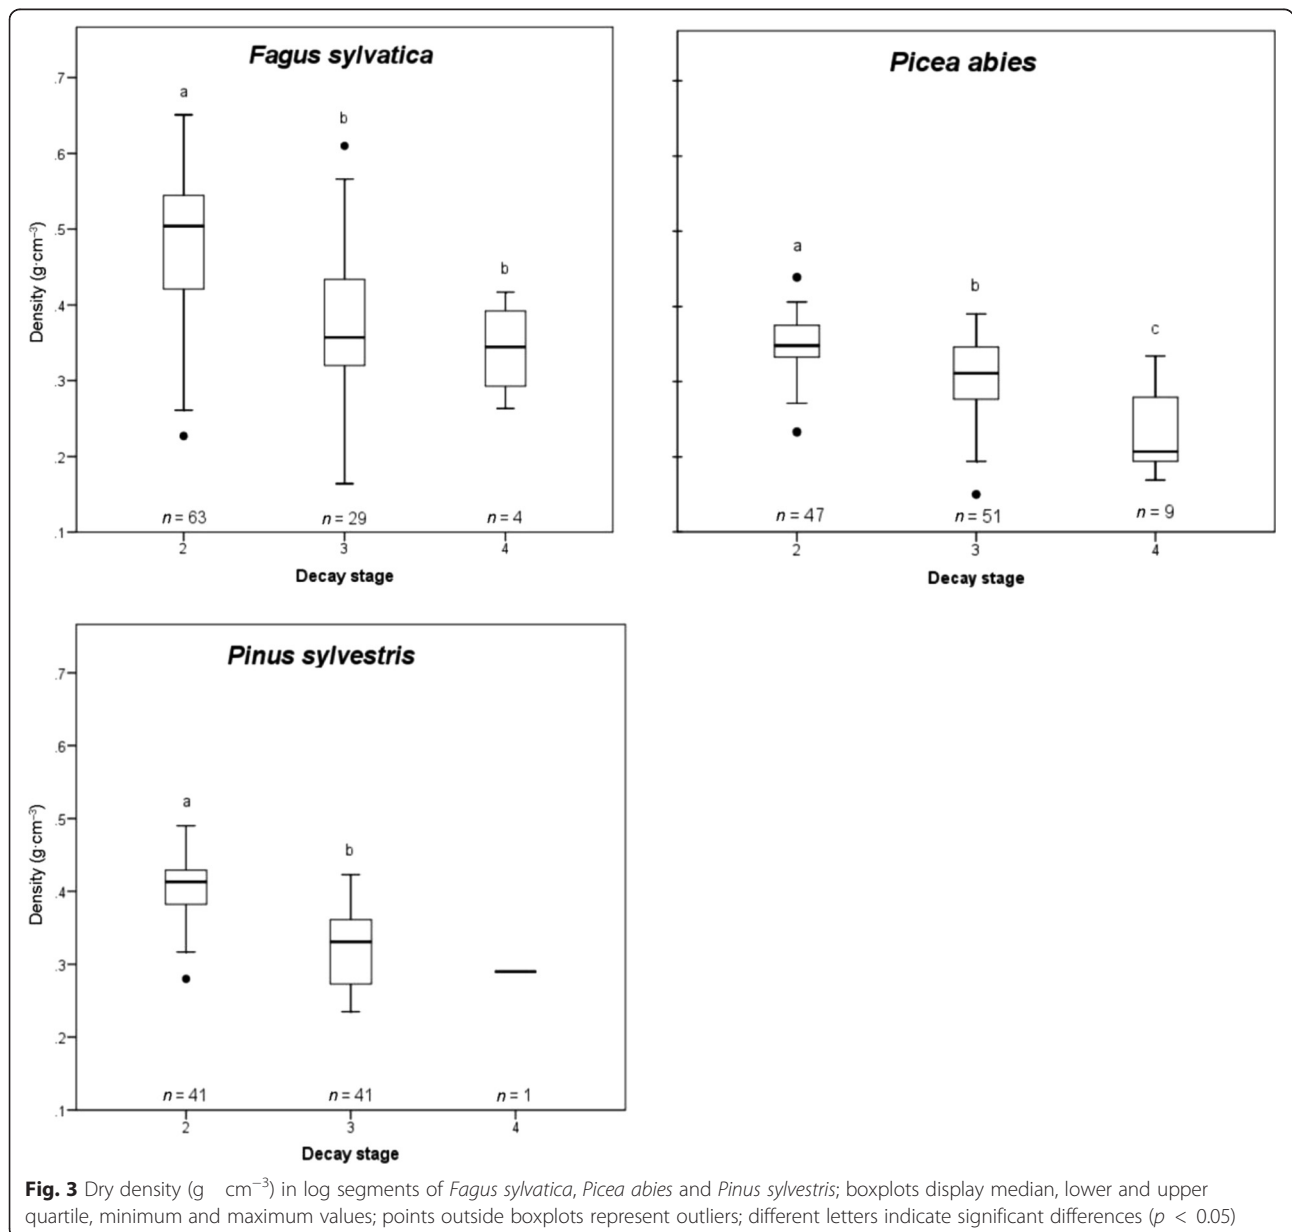 Fagus sylvatica
.7
.6
.5
.4
.3
.2
.1
Density (g·cm⁻³)
a
b
b
n = 63
n = 29
n = 4
2
3
4
Decay stage
Picea abies
a
b
c
n = 47
n = 51
n = 9
2
3
4
Decay stage
Pinus sylvestris
.7
.6
.5
.4
.3
.2
.1
Density (g·cm⁻³)
a
b
n = 41
n = 41
n = 1
2
3
4
Decay stage
Fig. 3 Dry density (g cm⁻³) in log segments of Fagus sylvatica, Picea abies and Pinus sylvestris; boxplots display median, lower and upper
quartile, minimum and maximum values; points outside boxplots represent outliers; different letters indicate significant differences (p < 0.05)